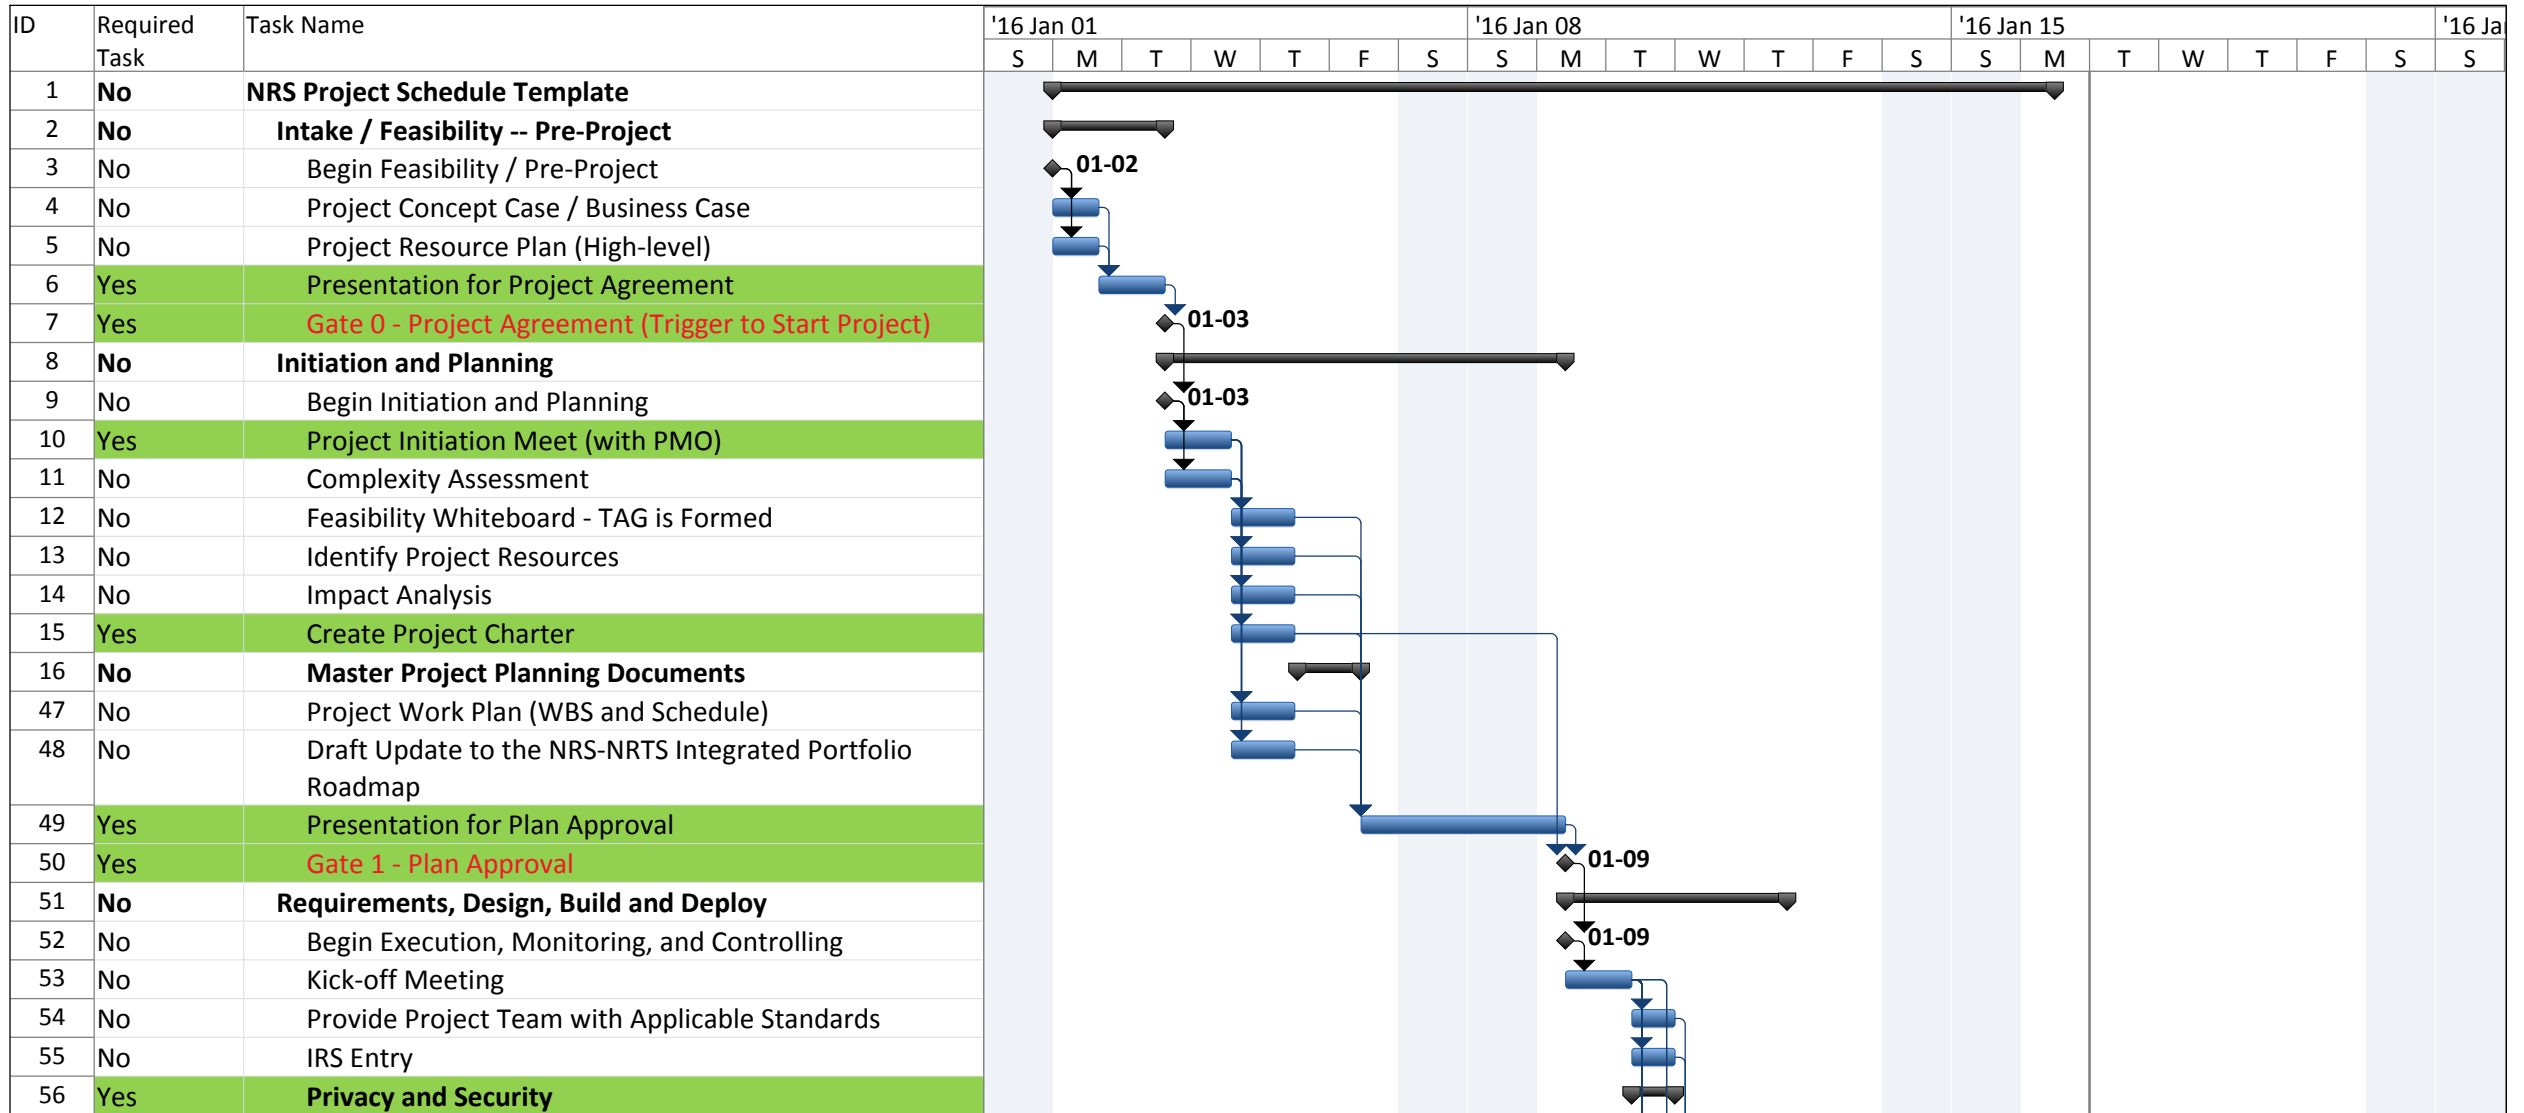 ID Required Task Name '16 Jan 01 '16 Jan 08 '16 Jan 15 '16 Ja
Task S M T W T F S S M T W T F S S M T W T F S S
1 No NRS Project Schedule Template
2 No Intake / Feasibility -- Pre-Project
3 No Begin Feasibility / Pre-Project 01-02
4 No Project Concept Case / Business Case
5 No Project Resource Plan (High-level)
6 Yes Presentation for Project Agreement
7 Yes Gate 0 - Project Agreement (Trigger to Start Project) 01-03
8 No Initiation and Planning
9 No Begin Initiation and Planning 01-03
10 Yes Project Initiation Meet (with PMO)
11 No Complexity Assessment
12 No Feasibility Whiteboard - TAG is Formed
13 No Identify Project Resources
14 No Impact Analysis
15 Yes Create Project Charter
16 No Master Project Planning Documents
47 No Project Work Plan (WBS and Schedule)
48 No Draft Update to the NRS-NRTS Integrated Portfolio
Roadmap
49 Yes Presentation for Plan Approval
50 Yes Gate 1 - Plan Approval 01-09
51 No Requirements, Design, Build and Deploy
52 No Begin Execution, Monitoring, and Controlling 01-09
53 No Kick-off Meeting
54 No Provide Project Team with Applicable Standards
55 No IRS Entry
56 Yes Privacy and Security